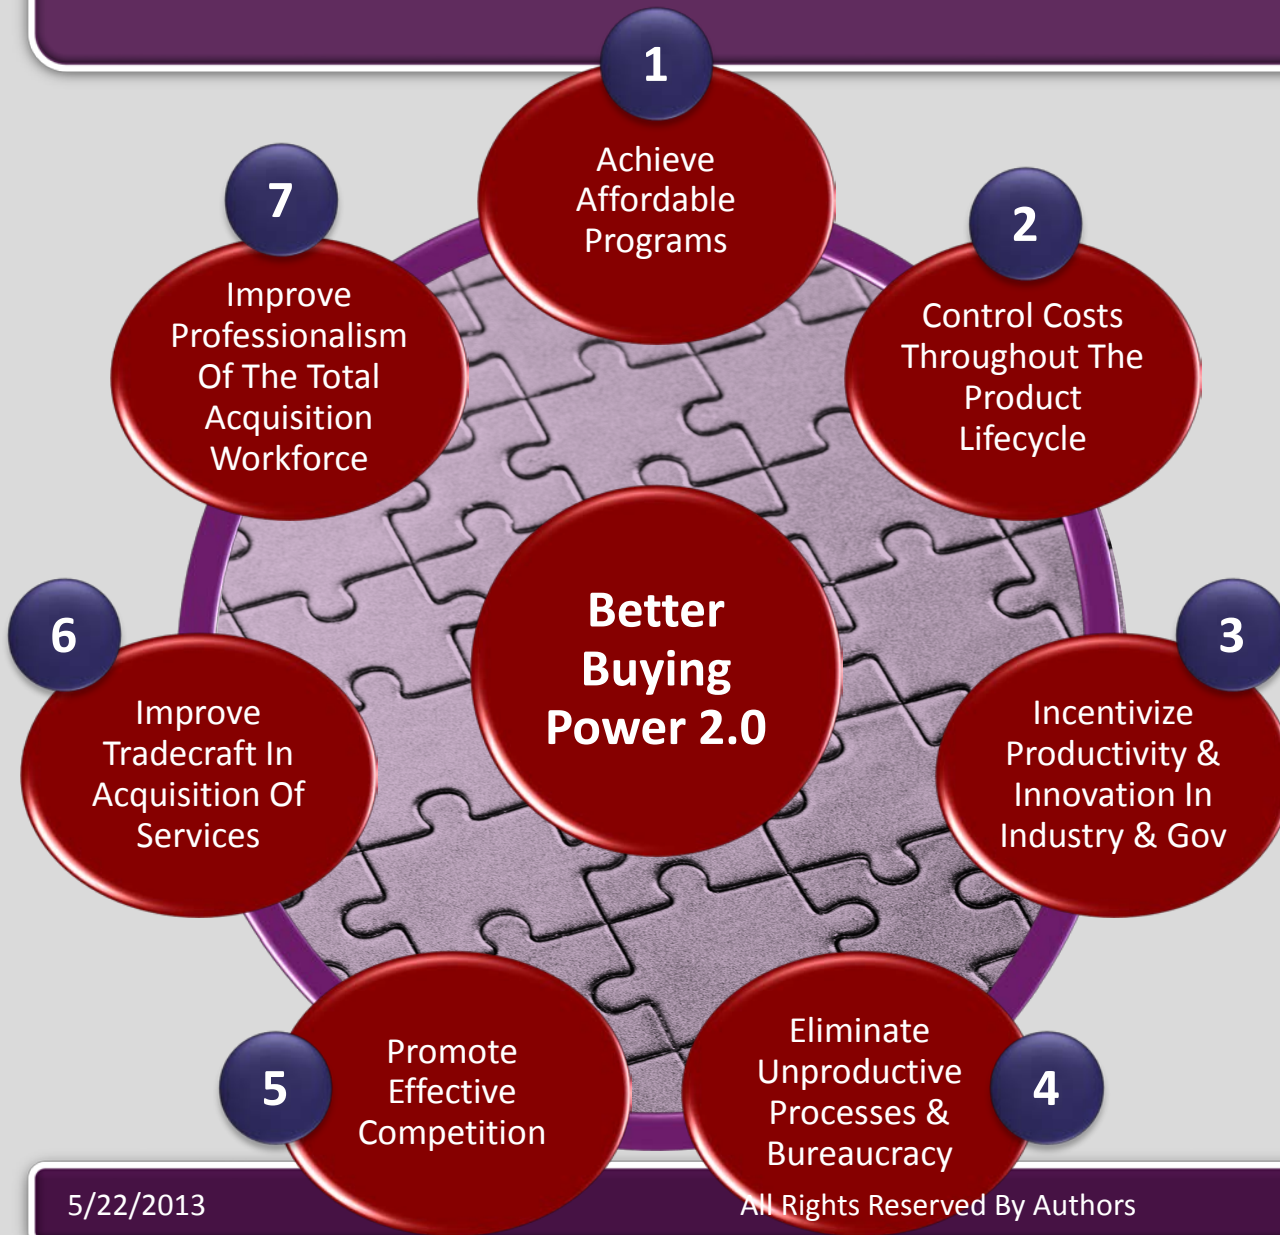 1
Achieve
Affordable
Programs
2
Control Costs
Throughout The
Product
Lifecycle
3
Incentivize
Productivity &
Innovation In
Industry & Gov
4
Eliminate
Unproductive
Processes &
Bureaucracy
5
Promote
Effective
Competition
6
Improve
Tradecraft In
Acquisition Of
Services
7
Improve
Professionalism
Of The Total
Acquisition
Workforce
Better
Buying
Power 2.0
5/22/2013
All Rights Reserved By Authors